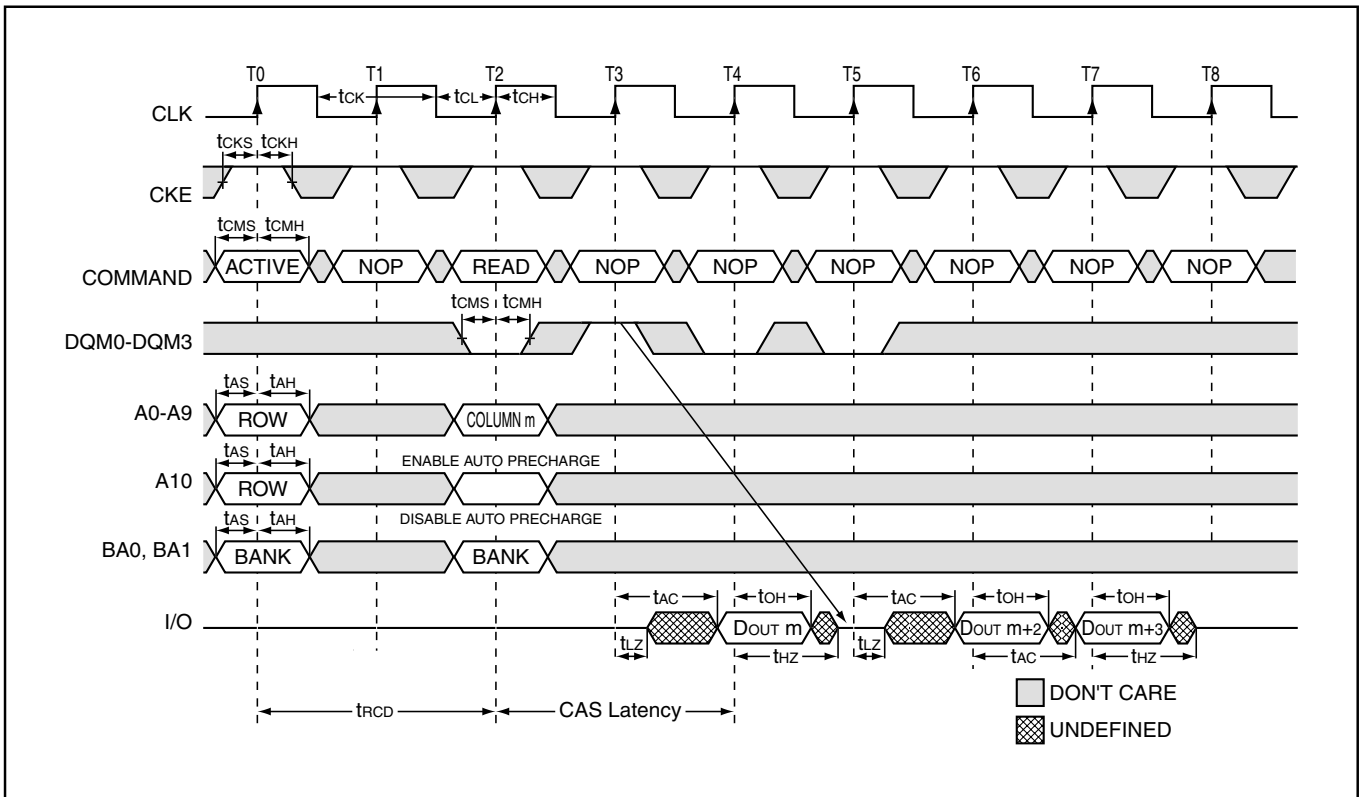 T0 T1 T2 T3 T4 T5 T6 T7 T8
tCK tCL tCH
CLK
tCKS tCKH
CKE
tCMS tCMH
COMMAND ACTIVE NOP READ NOP NOP NOP NOP NOP NOP
tCMS tCMH
DQM0-DQM3
tAS tAH
A0-A9 ROW COLUMN m
tAS tAH ENABLE AUTO PRECHARGE
A10 ROW
tAS tAH DISABLE AUTO PRECHARGE
BA0, BA1 BANK BANK
tAC tOH tAC tOH tOH
I/O DOUT m DOUT m+2 DOUT m+3
tLZ tHZ tLZ tAC tHZ
DON'T CARE
tRCD CAS Latency
UNDEFINED